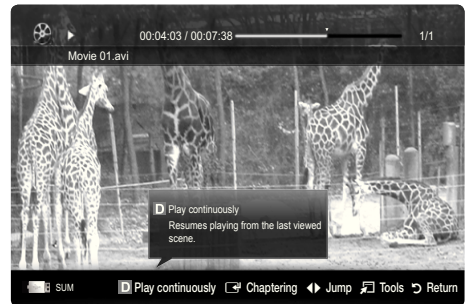 00:04:03 / 00:07:38 1/1
Movie 01.avi
D Play continuously
Resumes playing from the last viewed
scene.
SUM D Play continuously Chaptering Jump Tools Return